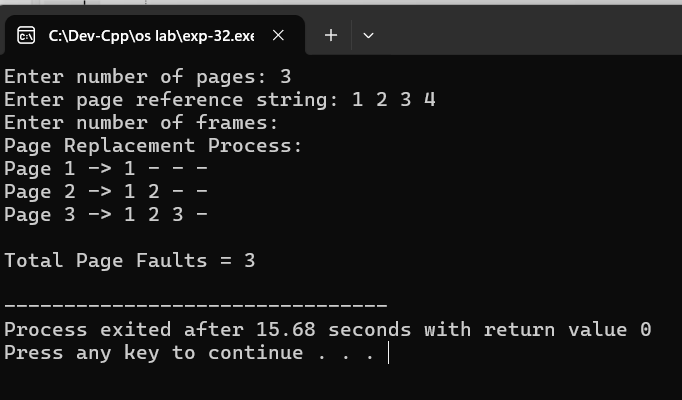 C:\Dev-Cpp\os lab\exp-32.exe
Enter number of pages: 3
Enter page reference string: 1 2 3 4
Enter number of frames:
Page Replacement Process:
Page 1 -> 1 - - -
Page 2 -> 1 2 - -
Page 3 -> 1 2 3 -
Total Page Faults = 3
--------------------------------
Process exited after 15.68 seconds with return value 0
Press any key to continue . . .